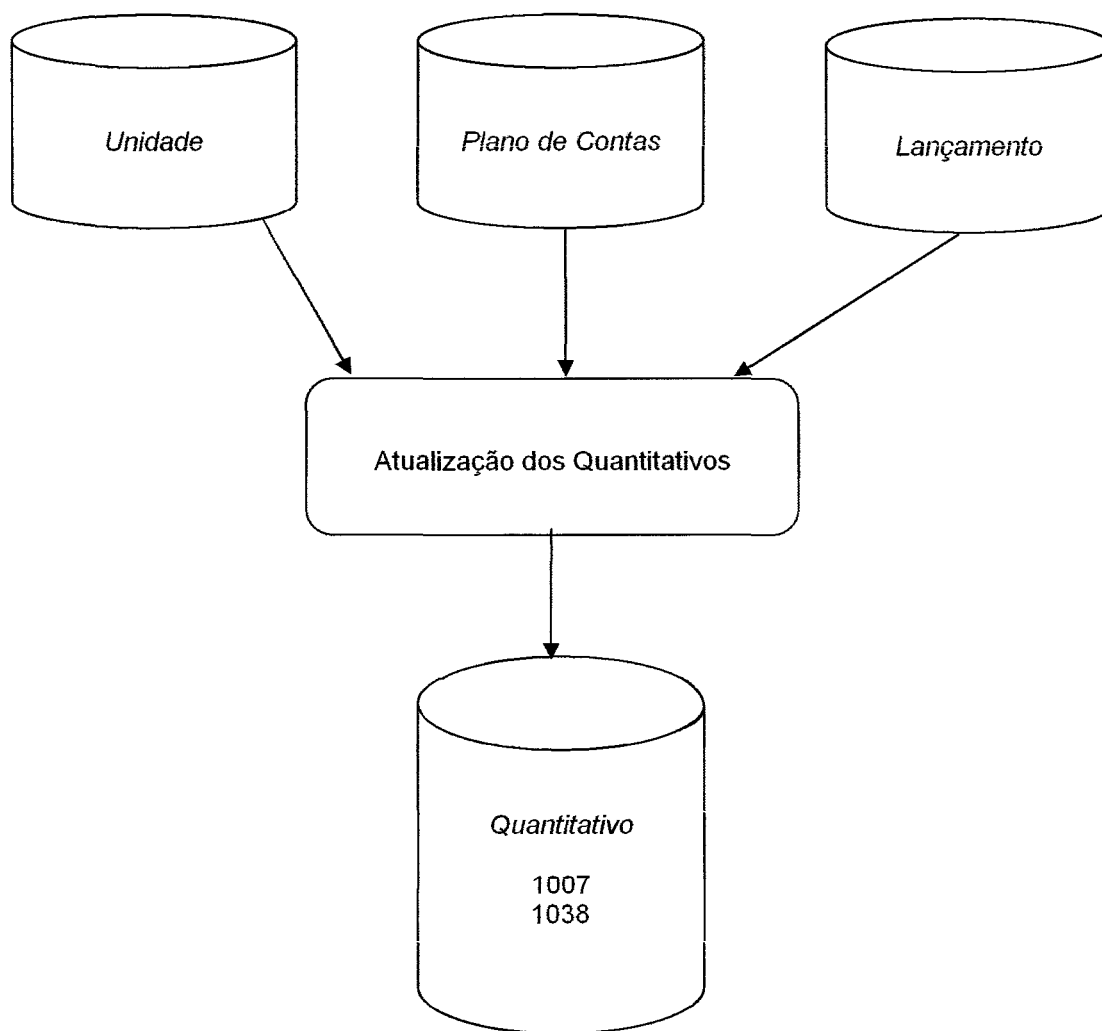 Unidade
Plano de Contas
Lançamento
Atualização dos Quantitativos
Quantitativo
1007
1038